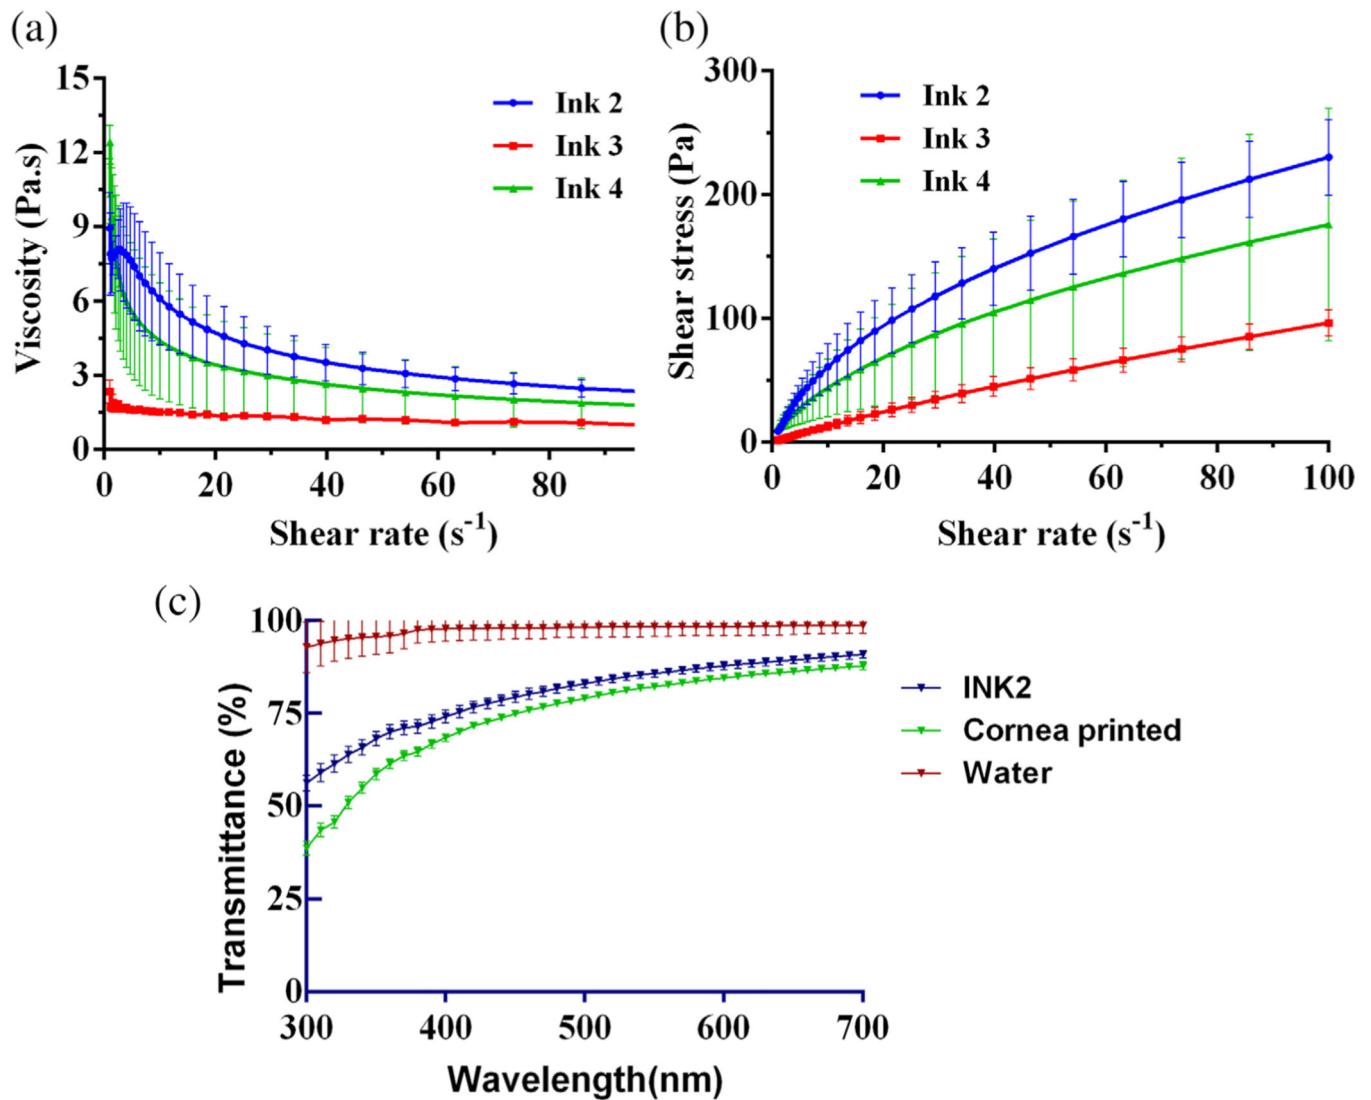 (a)
15
12
9
6
3
0
Viscosity (Pa.s)
Ink 2
Ink 3
Ink 4
0 20 40 60 80
Shear rate (s⁻¹)
(b)
300
200
100
0
Shear stress (Pa)
Ink 2
Ink 3
Ink 4
0 20 40 60 80 100
Shear rate (s⁻¹)
(c)
100
75
50
25
0
Transmittance (%)
300 400 500 600 700
Wavelength(nm)
INK2
Cornea printed
Water